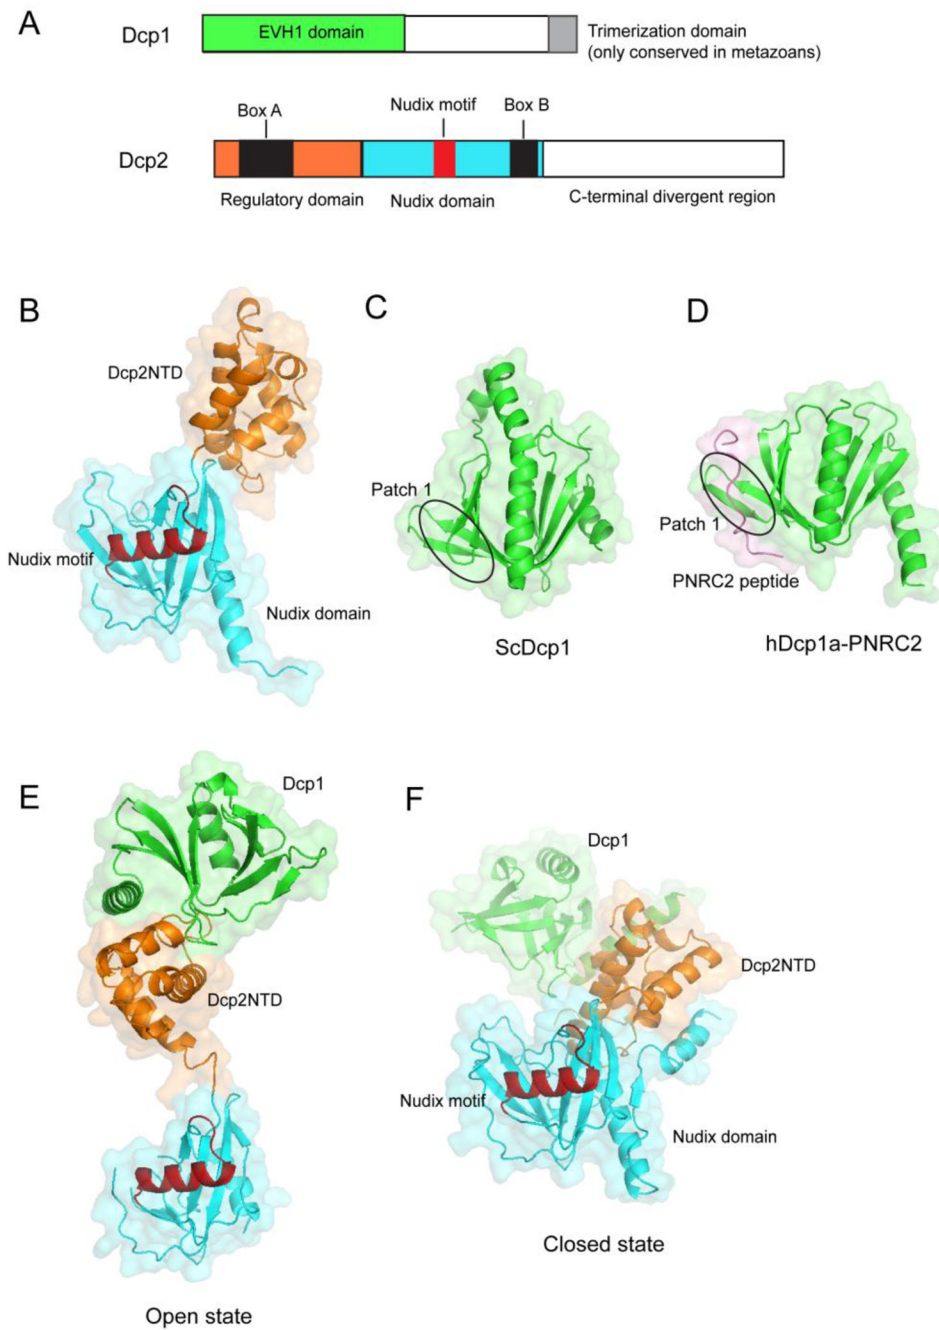 A
Dcp1
EVH1 domain
Trimerization domain
(only conserved in metazoans)
Box A
Nudix motif
Box B
Dcp2
Regulatory domain
Nudix domain
C-terminal divergent region
B
Dcp2NTD
Nudix motif
Nudix domain
C
Patch 1
ScDcp1
D
Patch 1
PNRC2 peptide
hDcp1a-PNRC2
E
Dcp1
Dcp2NTD
Open state
F
Dcp1
Dcp2NTD
Nudix motif
Nudix domain
Closed state